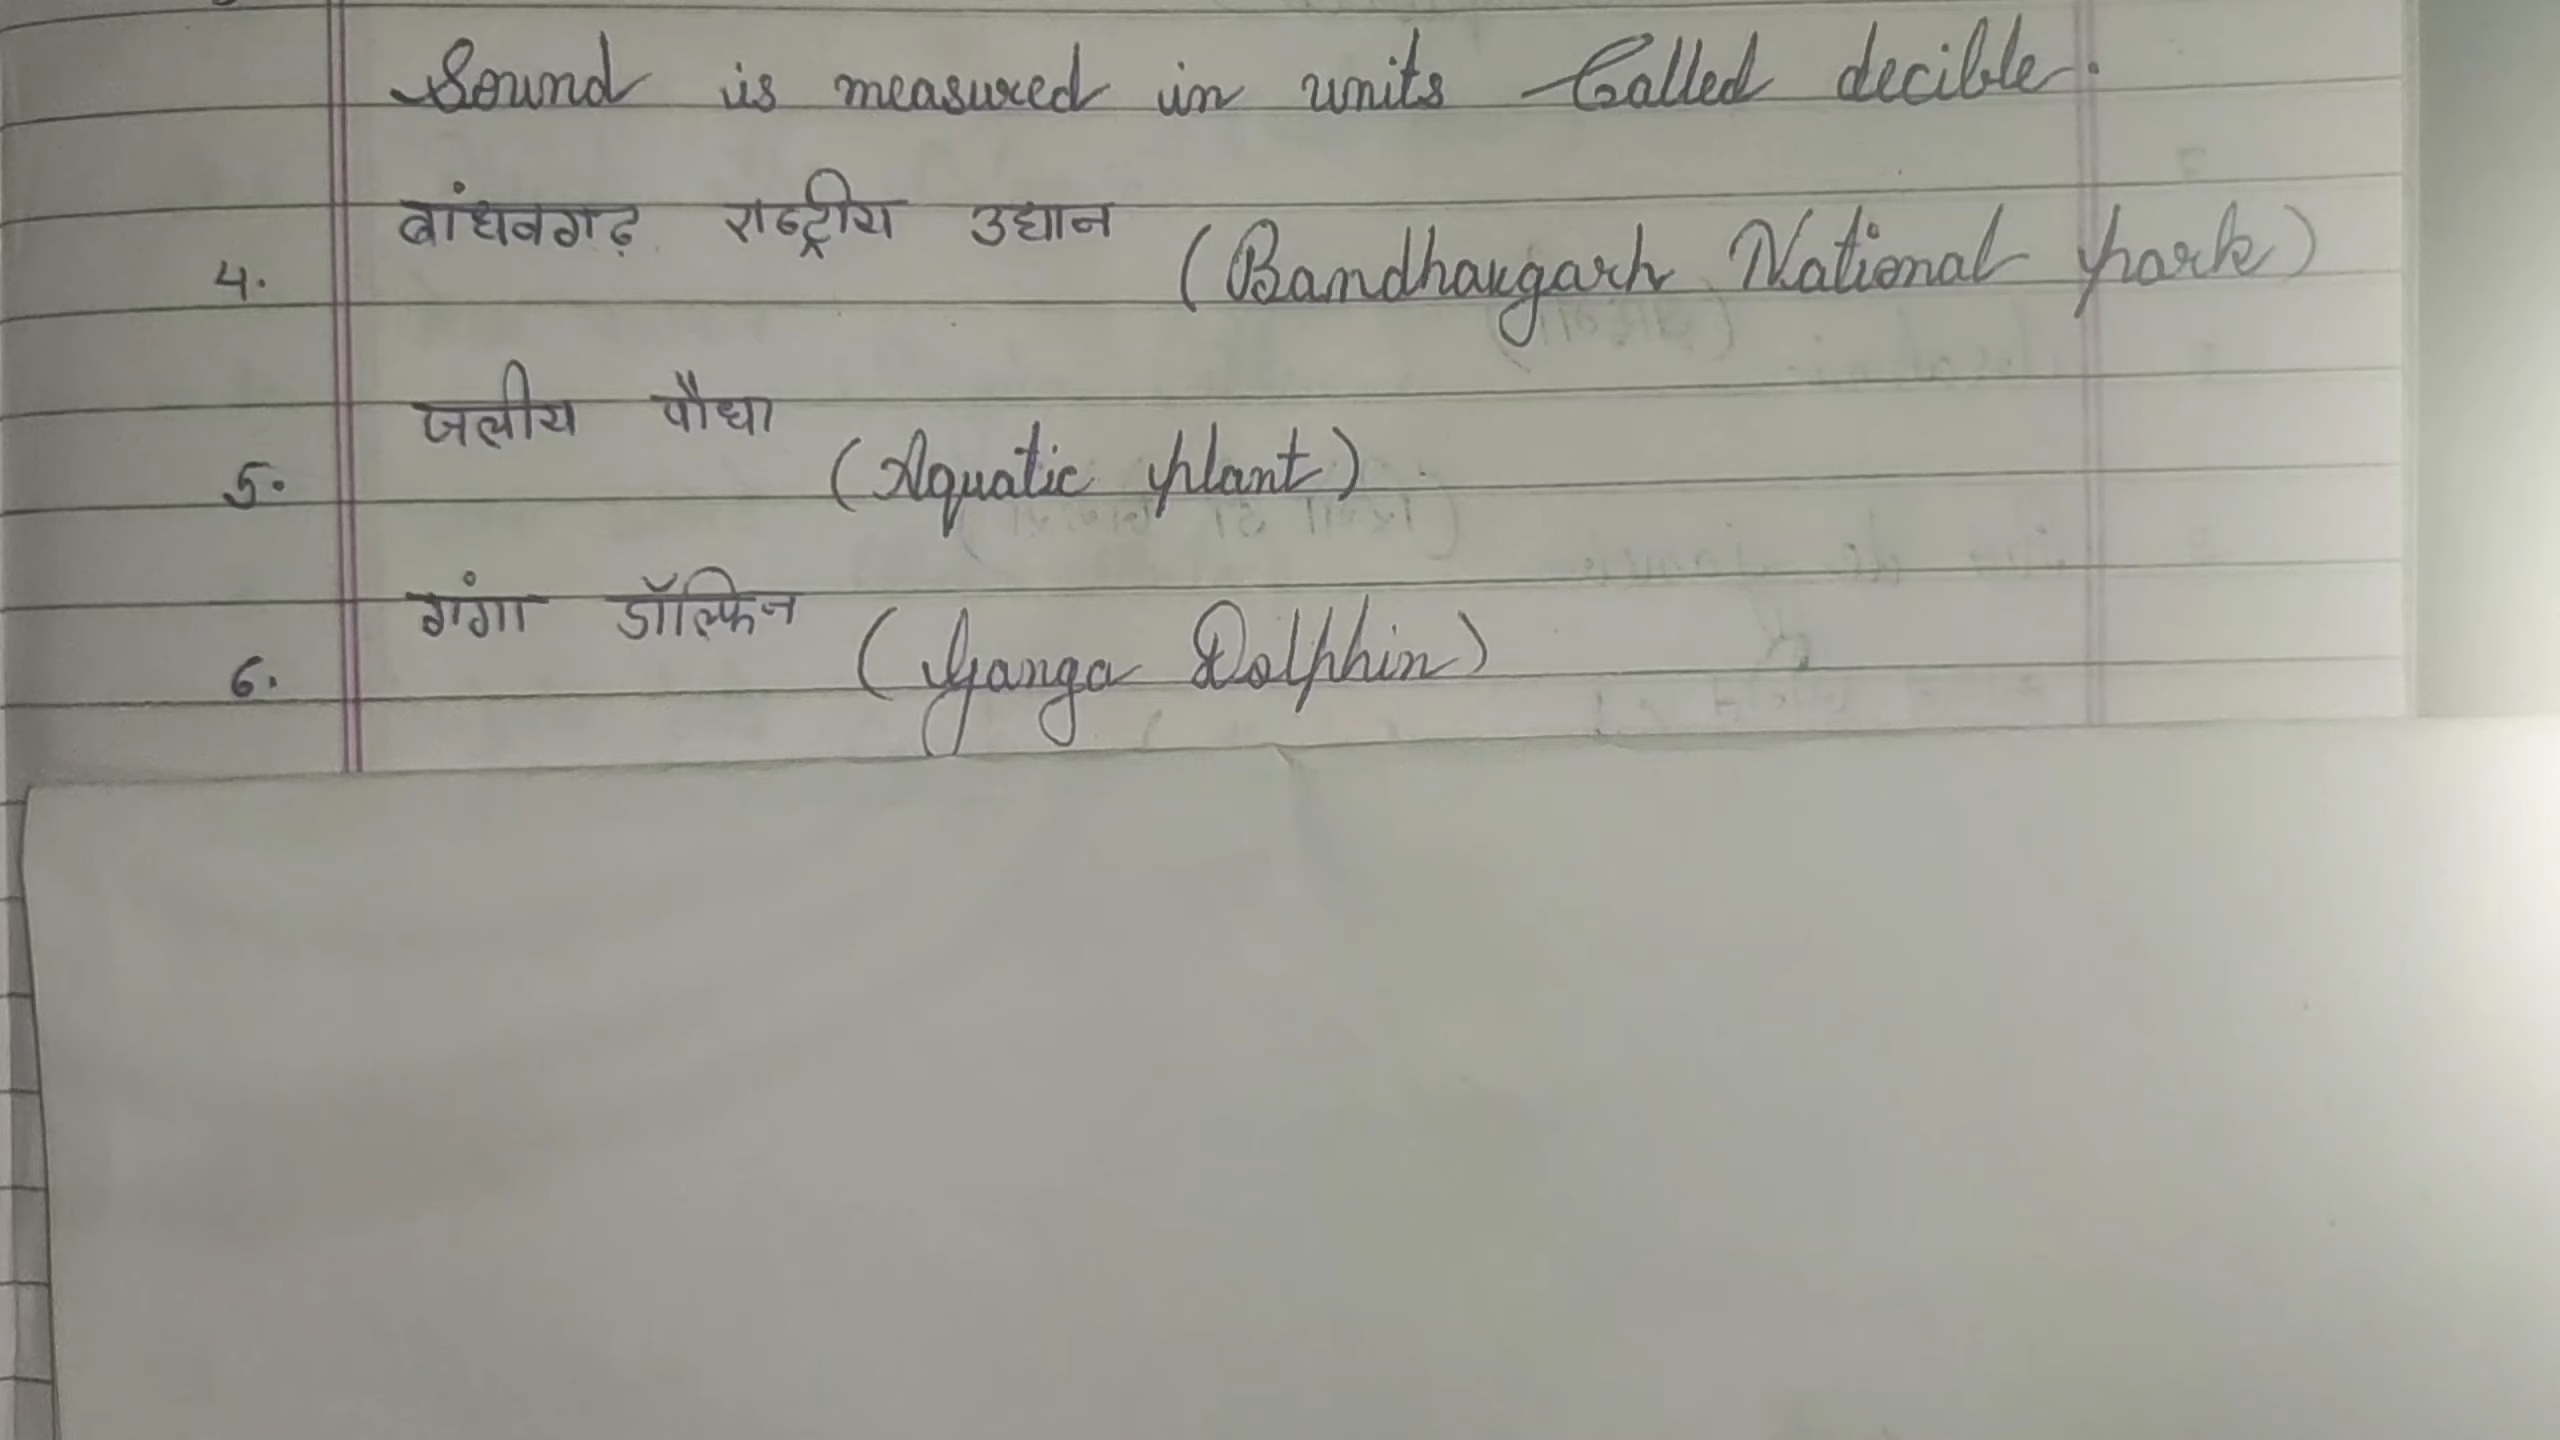 Sound is measured in units Called decible.
4. बांधवगढ़ राष्ट्रीय उद्यान (Bandhavgarh National park)
5. जलीय पौधा (Aquatic plant)
6. गंगा डॉल्फिन (Ganga Dolphin)